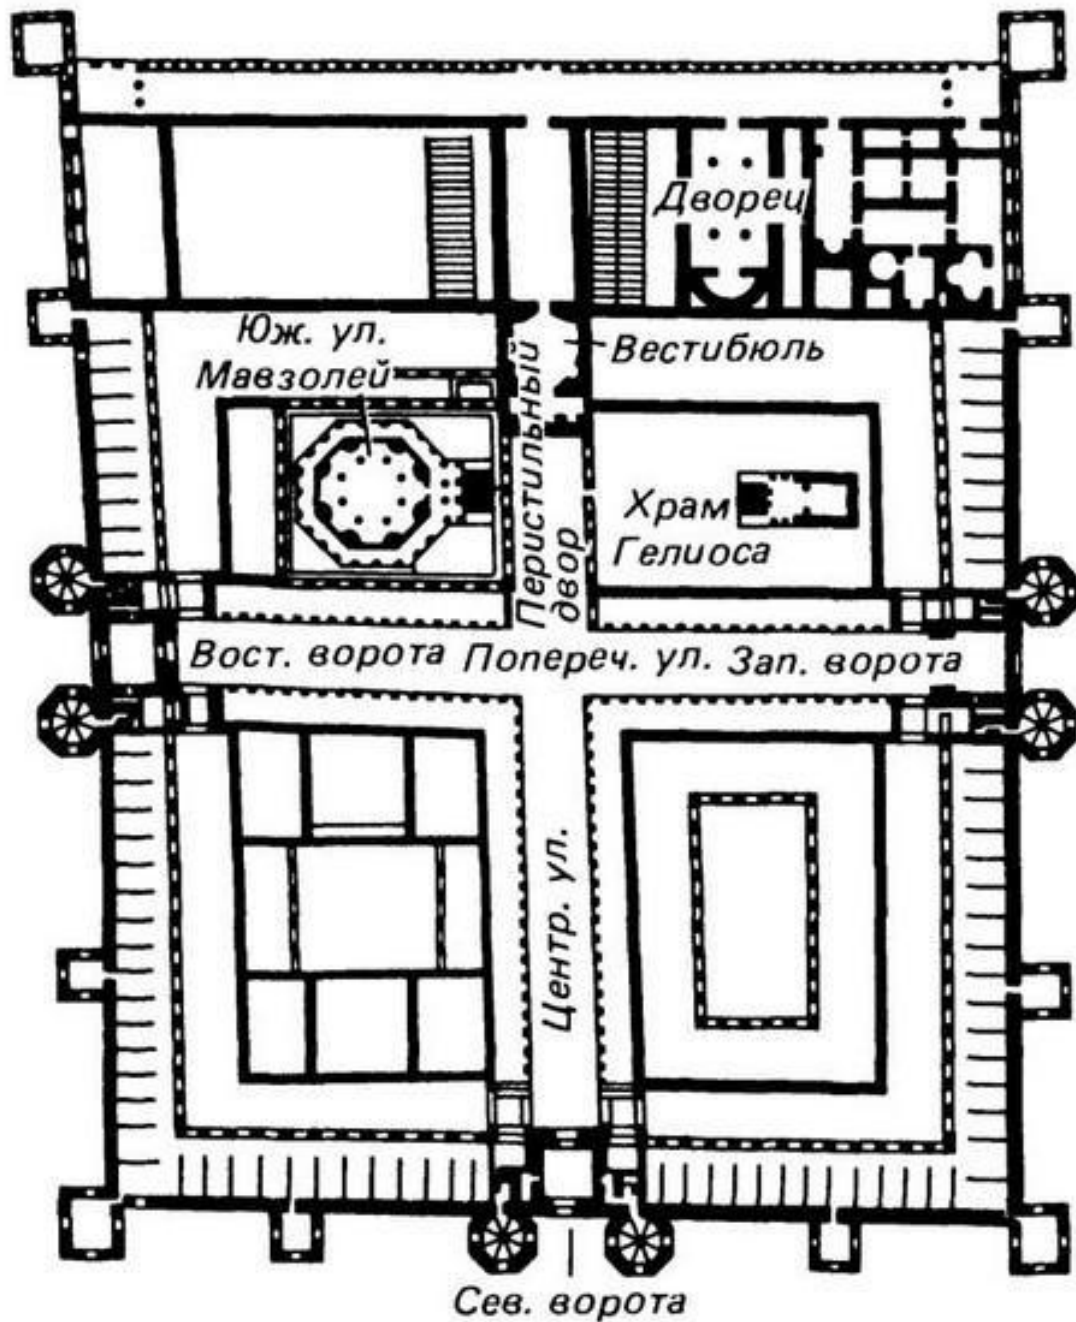 Дворец
Юж. ул.
Вестибюль
Мавзолей
Перистильный
двор
Храм
Гелиоса
Вост. ворота
Попереч. ул.
Зап. ворота
Центр. ул.
Сев. ворота